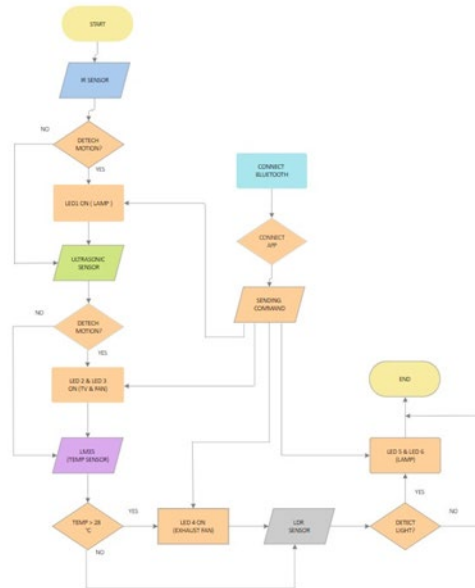 START
IR SENSOR
NO
DETECH
MOTION?
YES
LED1 ON ( LAMP )
ULTRASONIC
SENSOR
NO
DETECH
MOTION?
YES
LED 2 & LED 3
ON (TV & FAN)
LM35
(TEMP SENSOR)
TEMP > 28
°C
YES
NO
CONNECT
BLUETOOTH
CONNECT
APP
SENDING
COMMAND
LED 4 ON
(EXHAUST FAN)
LDR
SENSOR
DETECT
LIGHT?
YES
NO
LED 5 & LED 6
(LAMP)
END